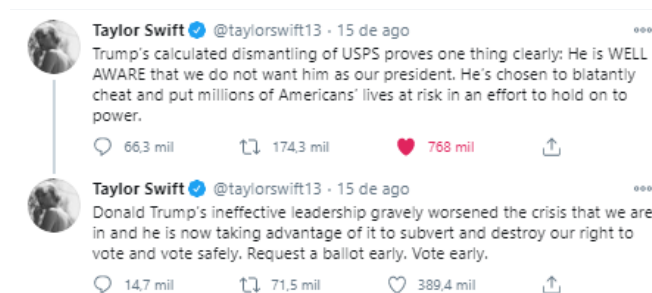 Taylor Swift @taylorswift13 · 15 de ago
Trump's calculated dismantling of USPS proves one thing clearly: He is WELL
AWARE that we do not want him as our president. He's chosen to blatantly
cheat and put millions of Americans' lives at risk in an effort to hold on to
power.
66,3 mil 174,3 mil 768 mil
Taylor Swift @taylorswift13 · 15 de ago
Donald Trump's ineffective leadership gravely worsened the crisis that we are
in and he is now taking advantage of it to subvert and destroy our right to
vote and vote safely. Request a ballot early. Vote early.
14,7 mil 71,5 mil 389,4 mil